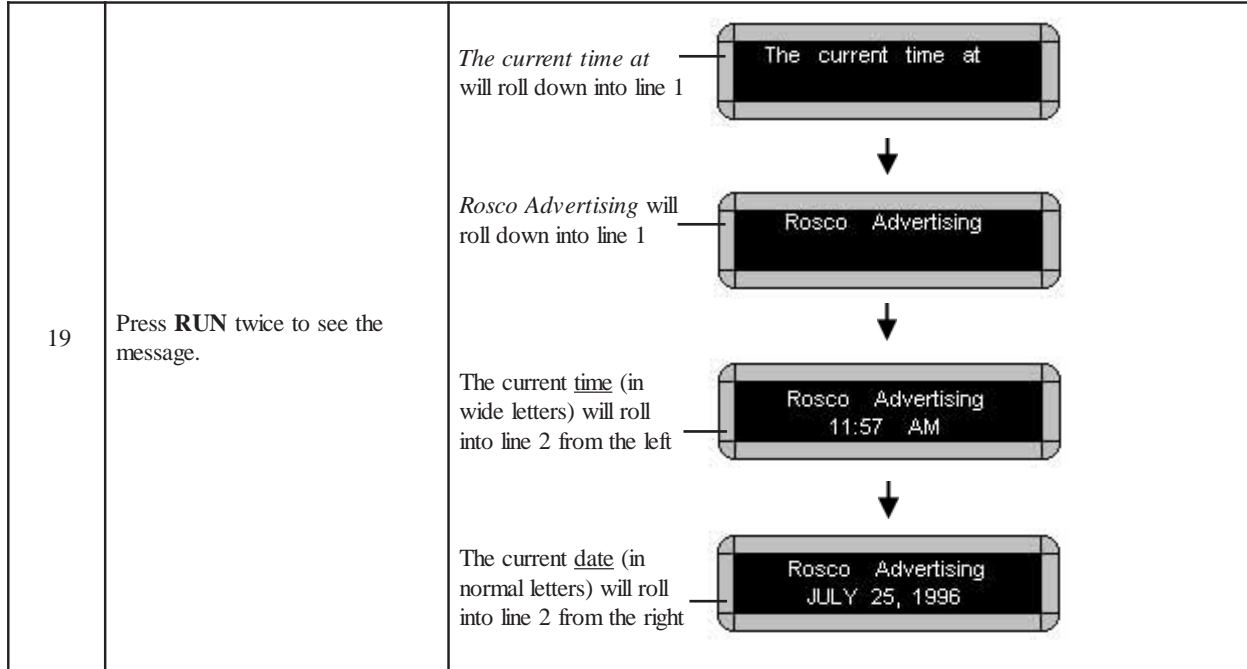 19
Press RUN twice to see the
message.
The current time at
will roll down into line 1
The current time at
Rosco Advertising will
roll down into line 1
Rosco Advertising
The current time (in
wide letters) will roll
into line 2 from the left
Rosco Advertising
11:57 AM
The current date (in
normal letters) will roll
into line 2 from the right
Rosco Advertising
JULY 25, 1996